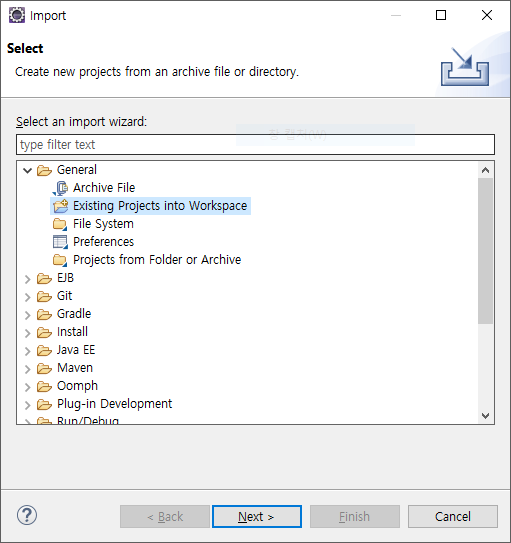 Import
Select
Create new projects from an archive file or directory.
Select an import wizard:
type filter text
General
Archive File
Existing Projects into Workspace
File System
Preferences
Projects from Folder or Archive
EJB
Git
Gradle
Install
Java EE
Maven
Oomph
Plug-in Development
Run/Debug
< Back
Next >
Finish
Cancel